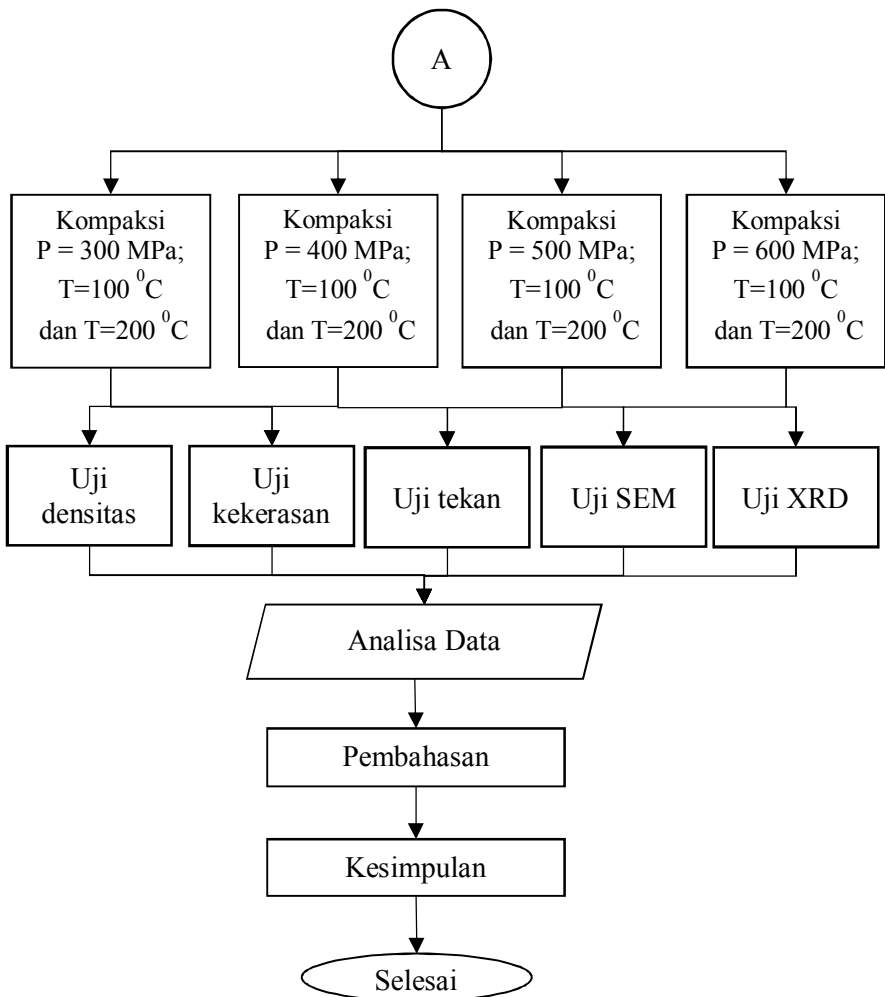 A
Kompaksi
P = 300 MPa;
T=100 ⁰C
dan T=200 ⁰C
Kompaksi
P = 400 MPa;
T=100 ⁰C
dan T=200 ⁰C
Kompaksi
P = 500 MPa;
T=100 ⁰C
dan T=200 ⁰C
Kompaksi
P = 600 MPa;
T=100 ⁰C
dan T=200 ⁰C
Uji
densitas
Uji
kekerasan
Uji tekan
Uji SEM
Uji XRD
Analisa Data
Pembahasan
Kesimpulan
Selesai